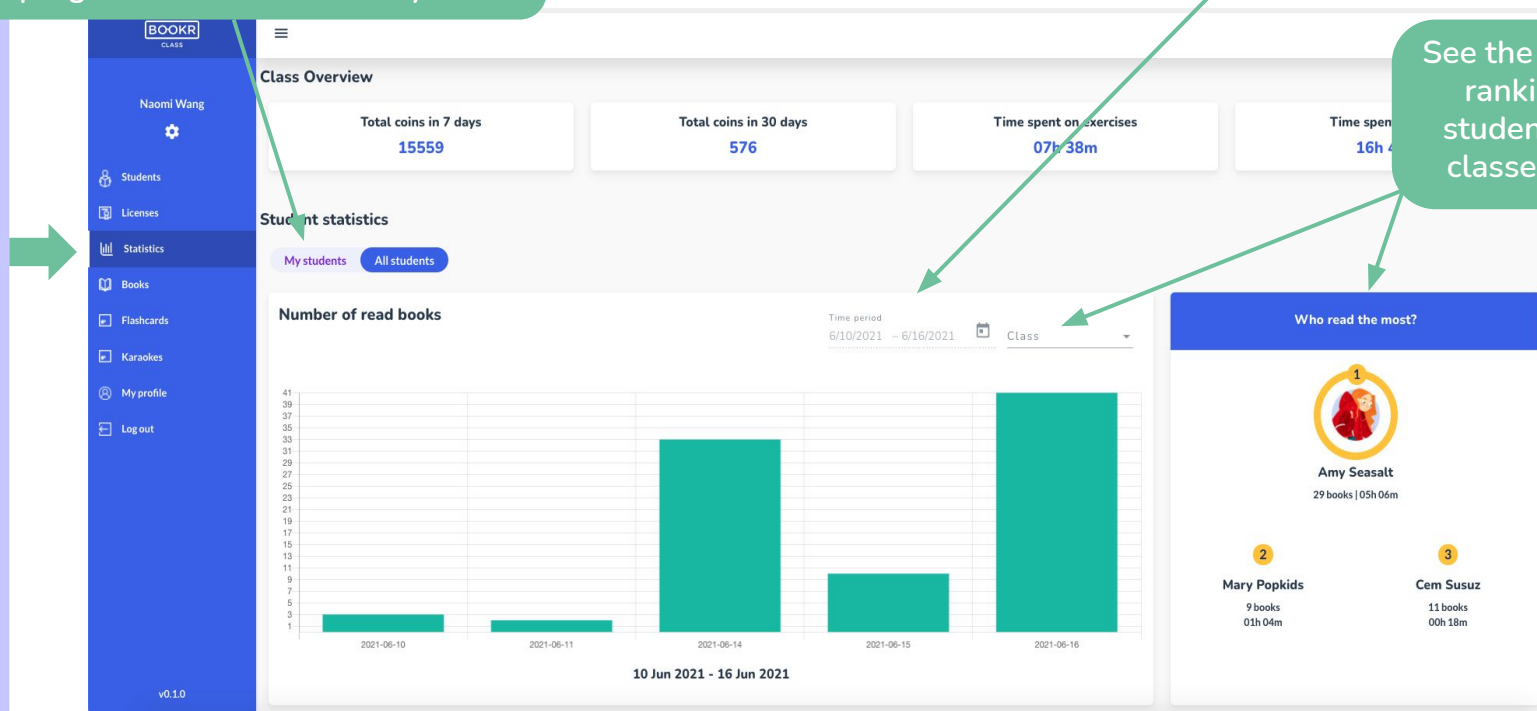 BOOKR
CLASS
Naomi Wang
Students
Licenses
Statistics
Books
Flashcards
Karaokes
My profile
Log out
v0.1.0
Class Overview
Total coins in 7 days
15559
Total coins in 30 days
576
Time spent on exercises
07h 38m
Time
16h
See the
Student statistics
My students
All students
Number of read books
Time period
6/10/2021 – 6/16/2021
Class
41
39
37
35
33
31
29
27
25
23
21
19
17
15
13
11
9
7
5
3
1
2021-06-10
2021-06-11
2021-06-14
2021-06-15
2021-06-16
10 Jun 2021 - 16 Jun 2021
Who read the most?
1
Amy Seasalt
29 books | 05h 06m
2
Mary Popkids
9 books
01h 04m
3
Cem Susuz
11 books
00h 18m